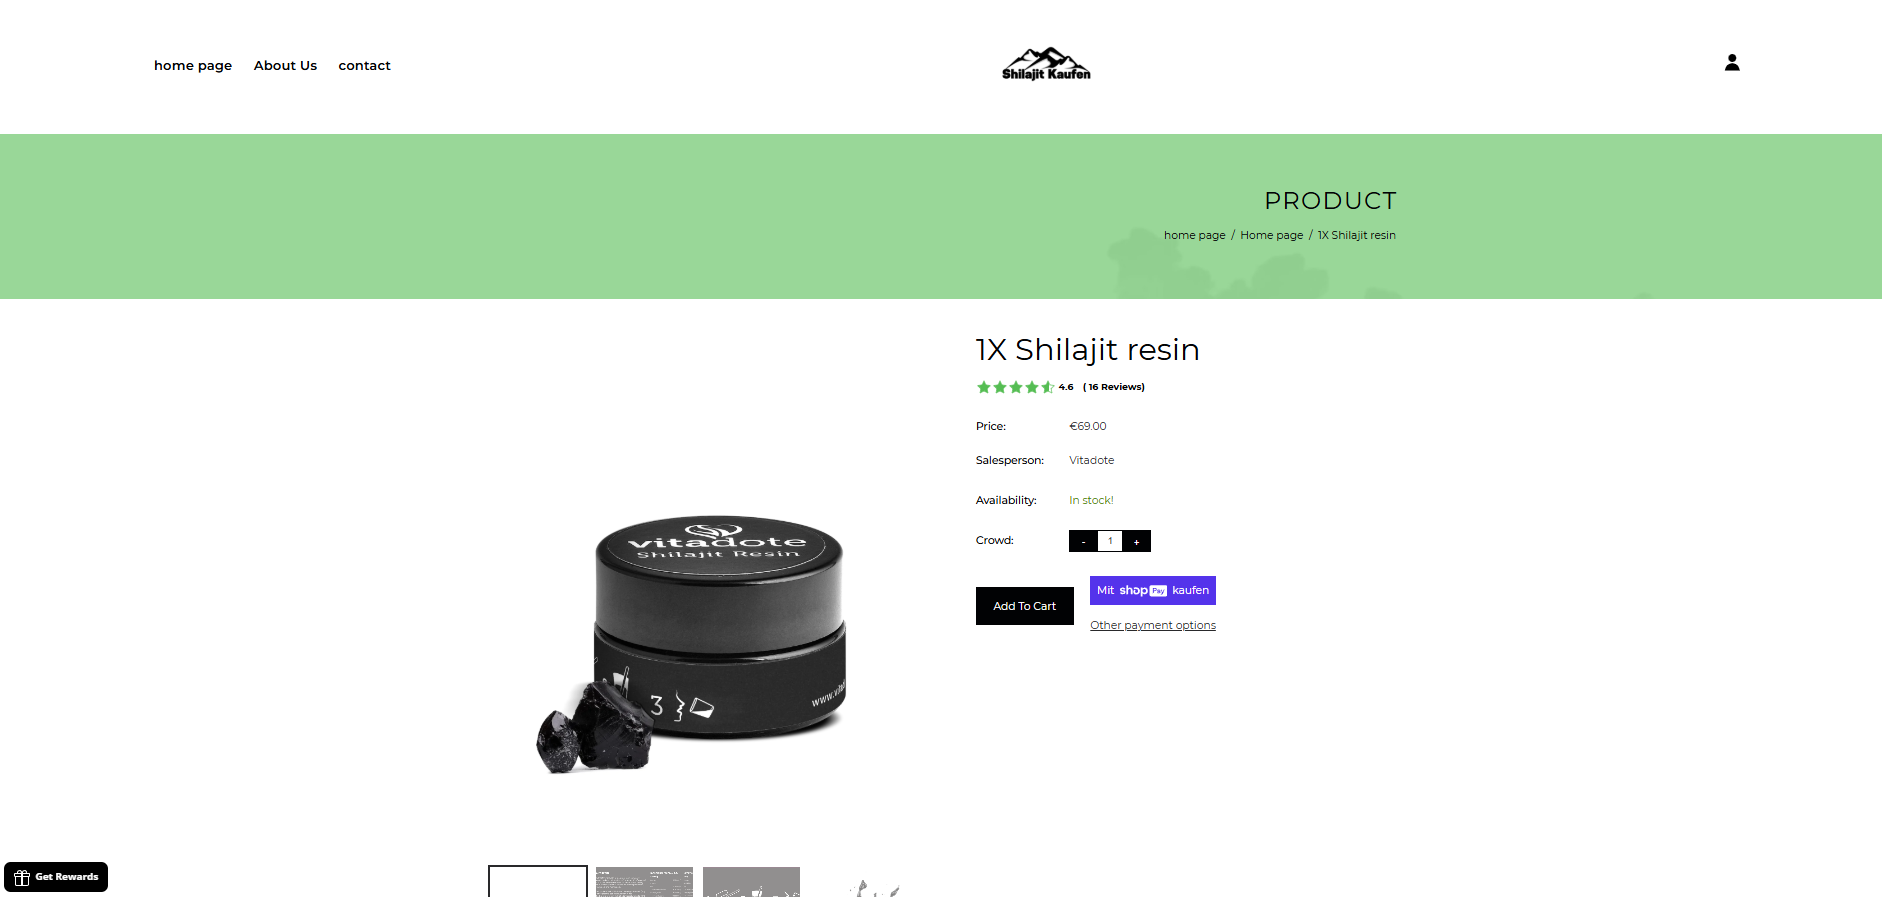 home page About Us contact
Shilajit Kaufen
PRODUCT
home page / Home page / 1X Shilajit resin
1X Shilajit resin
4.6 ( 16 Reviews)
Price: €69.00
Salesperson: Vitadote
Availability: In stock!
Crowd: - 1 +
Add To Cart
Mit shop Pay kaufen
Other payment options
vitadote
Shilajit Resin
3
Get Rewards